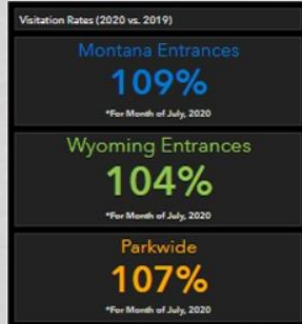 Visitation Rates (2020 vs. 2019)
Montana Entrances
109%
*For Month of July, 2020
Wyoming Entrances
104%
*For Month of July, 2020
Parkwide
107%
*For Month of July, 2020